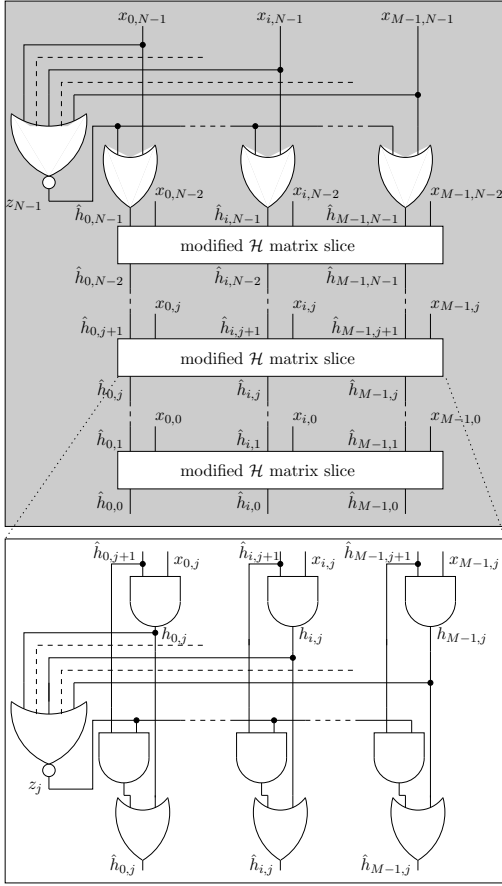 x_{0,N−1} x_{i,N−1} x_{M−1,N−1}
z_{N−1} x_{0,N−2} x_{i,N−2} x_{M−1,N−2}
ĥ_{0,N−1} ĥ_{i,N−1} ĥ_{M−1,N−1}
modified ℋ matrix slice
ĥ_{0,N−2} ĥ_{i,N−2} ĥ_{M−1,N−1}
x_{0,j} x_{i,j} x_{M−1,j}
ĥ_{0,j+1} ĥ_{i,j+1} ĥ_{M−1,j+1}
modified ℋ matrix slice
ĥ_{0,j} ĥ_{i,j} ĥ_{M−1,j}
x_{0,0} x_{i,0} x_{M−1,0}
ĥ_{0,1} ĥ_{i,1} ĥ_{M−1,1}
modified ℋ matrix slice
ĥ_{0,0} ĥ_{i,0} ĥ_{M−1,0}
ĥ_{0,j+1} x_{0,j} ĥ_{i,j+1} x_{i,j} ĥ_{M−1,j+1} x_{M−1,j}
h_{0,j} h_{i,j} h_{M−1,j}
z_j
ĥ_{0,j} ĥ_{i,j} ĥ_{M−1,j}